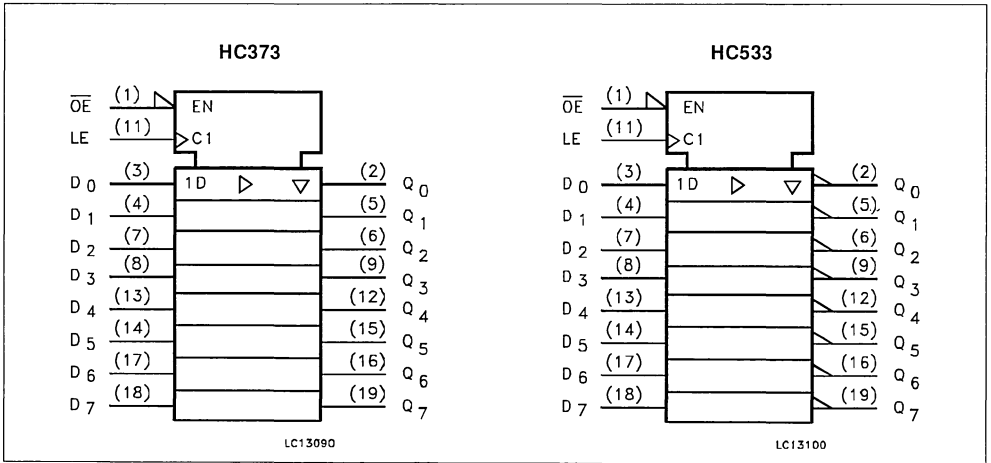 HC373
OE (1) EN
LE (11) C1
D0 (3) 1D (2) Q0
D1 (4) (5) Q1
D2 (7) (6) Q2
D3 (8) (9) Q3
D4 (13) (12) Q4
D5 (14) (15) Q5
D6 (17) (16) Q6
D7 (18) (19) Q7
LC13090
HC533
OE (1) EN
LE (11) C1
D0 (3) 1D (2) Q0
D1 (4) (5) Q1
D2 (7) (6) Q2
D3 (8) (9) Q3
D4 (13) (12) Q4
D5 (14) (15) Q5
D6 (17) (16) Q6
D7 (18) (19) Q7
LC13100